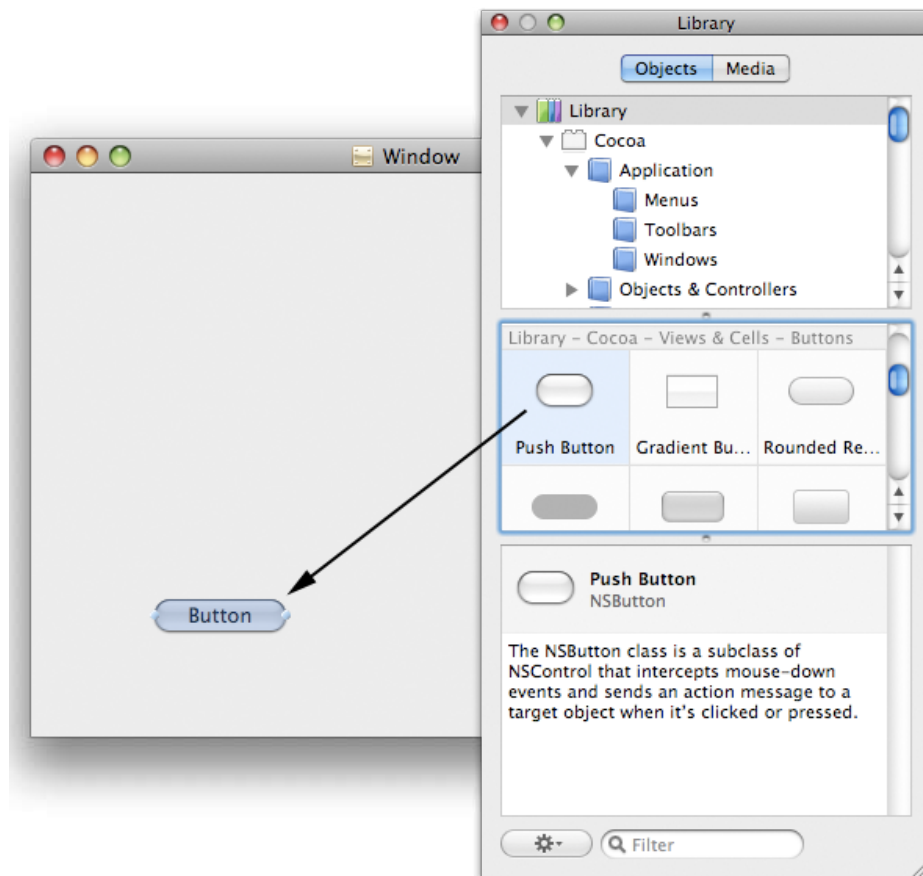 Library
Objects Media
Library
Cocoa
Window
Application
Menus
Toolbars
Windows
Objects & Controllers
Library – Cocoa – Views & Cells – Buttons
Push Button Gradient Bu... Rounded Re...
Push Button
NSButton
Button
The NSButton class is a subclass of
NSControl that intercepts mouse-down
events and sends an action message to a
target object when it's clicked or pressed.
Filter